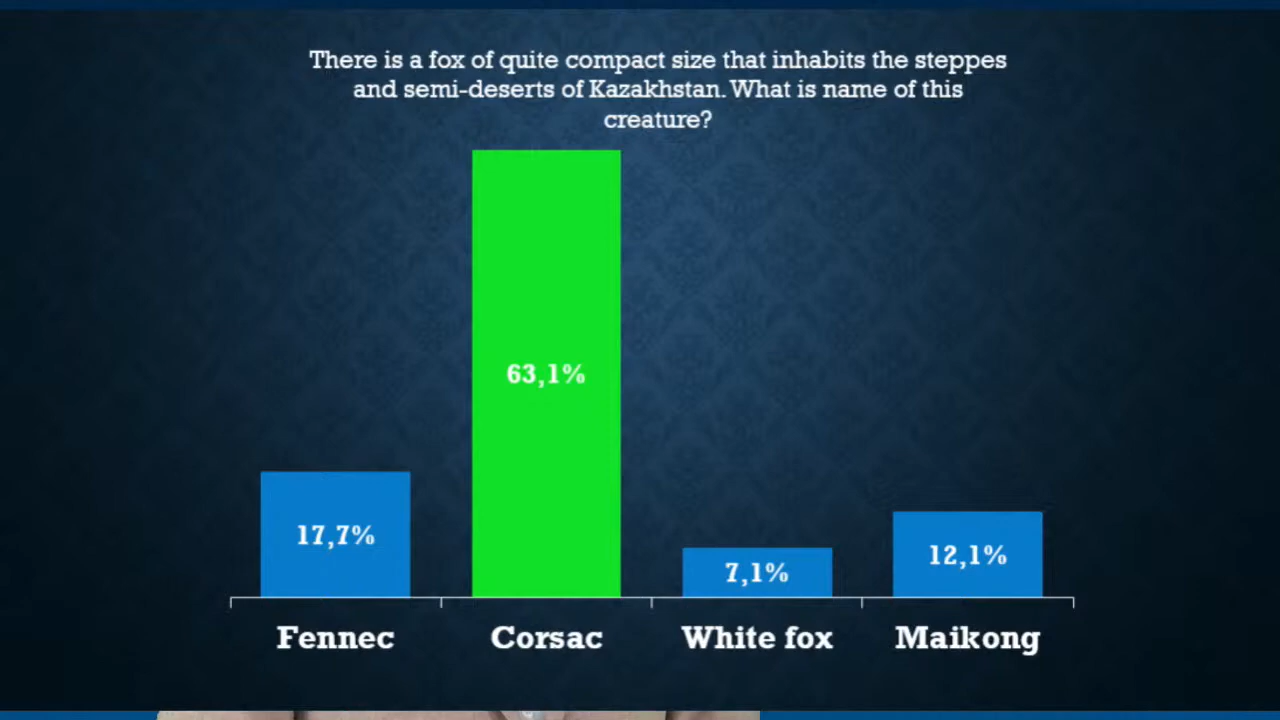 There is a fox of quite compact size that inhabits the steppes
and semi-deserts of Kazakhstan. What is name of this
creature?
63,1%
17,7%
7,1%
12,1%
Fennec
Corsac
White fox
Maikong